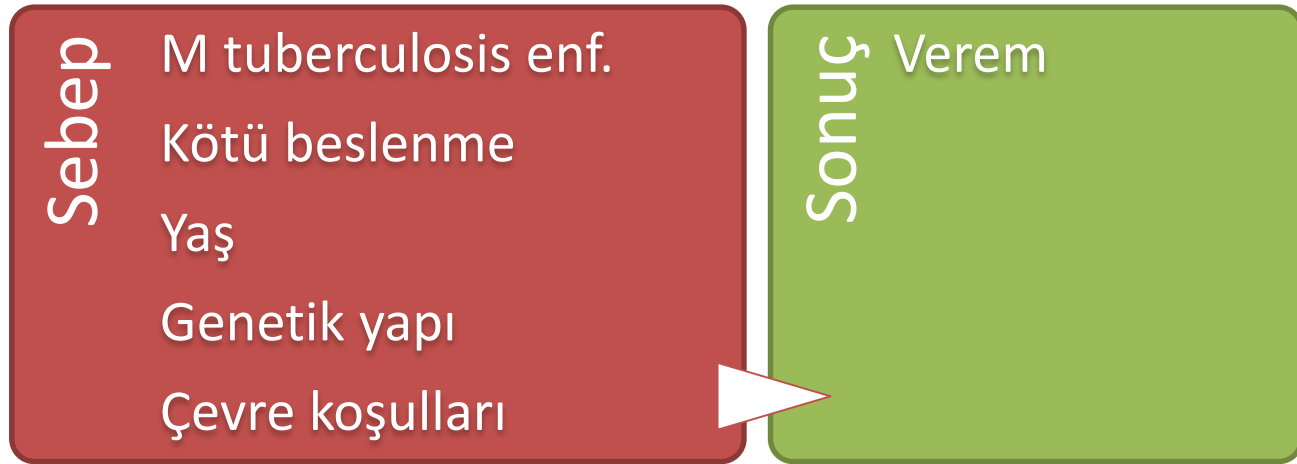 Sebep
M tuberculosis enf.
Kötü beslenme
Yaş
Genetik yapı
Çevre koşulları
Sonuç
Verem